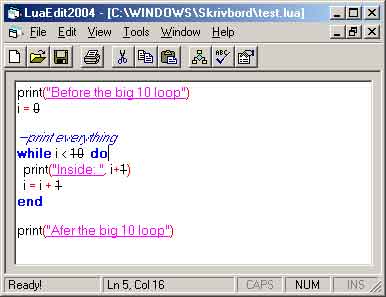 LuaEdit2004 - [C:\WINDOWS\Skrivbord\test.lua]
File Edit View Tools Window Help
ABC
print("Before the big 10 loop")
i = 0
--print everything
while i < 10 do
print("Inside: ", i+1)
i = i + 1
end
print("Afer the big 10 loop")
Ready! Ln 5, Col 16 CAPS NUM INS